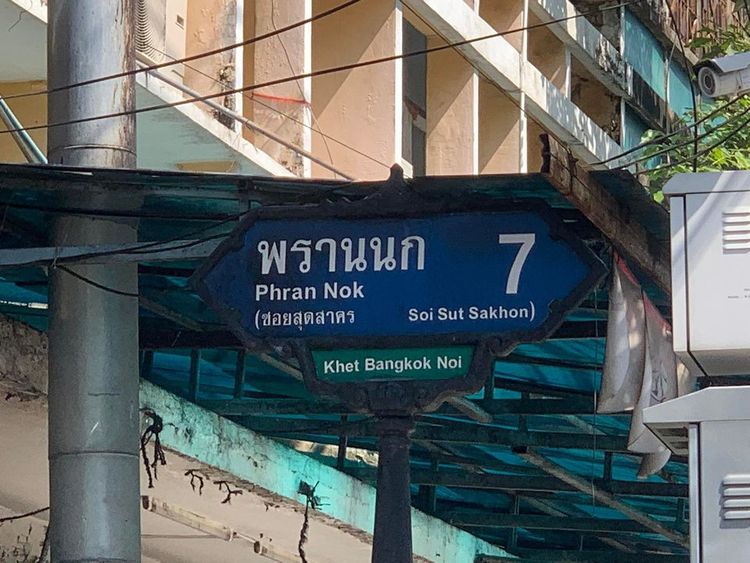 พรานนก 7
Phran Nok
(ซอยสุดสาคร Soi Sut Sakhon)
Khet Bangkok Noi